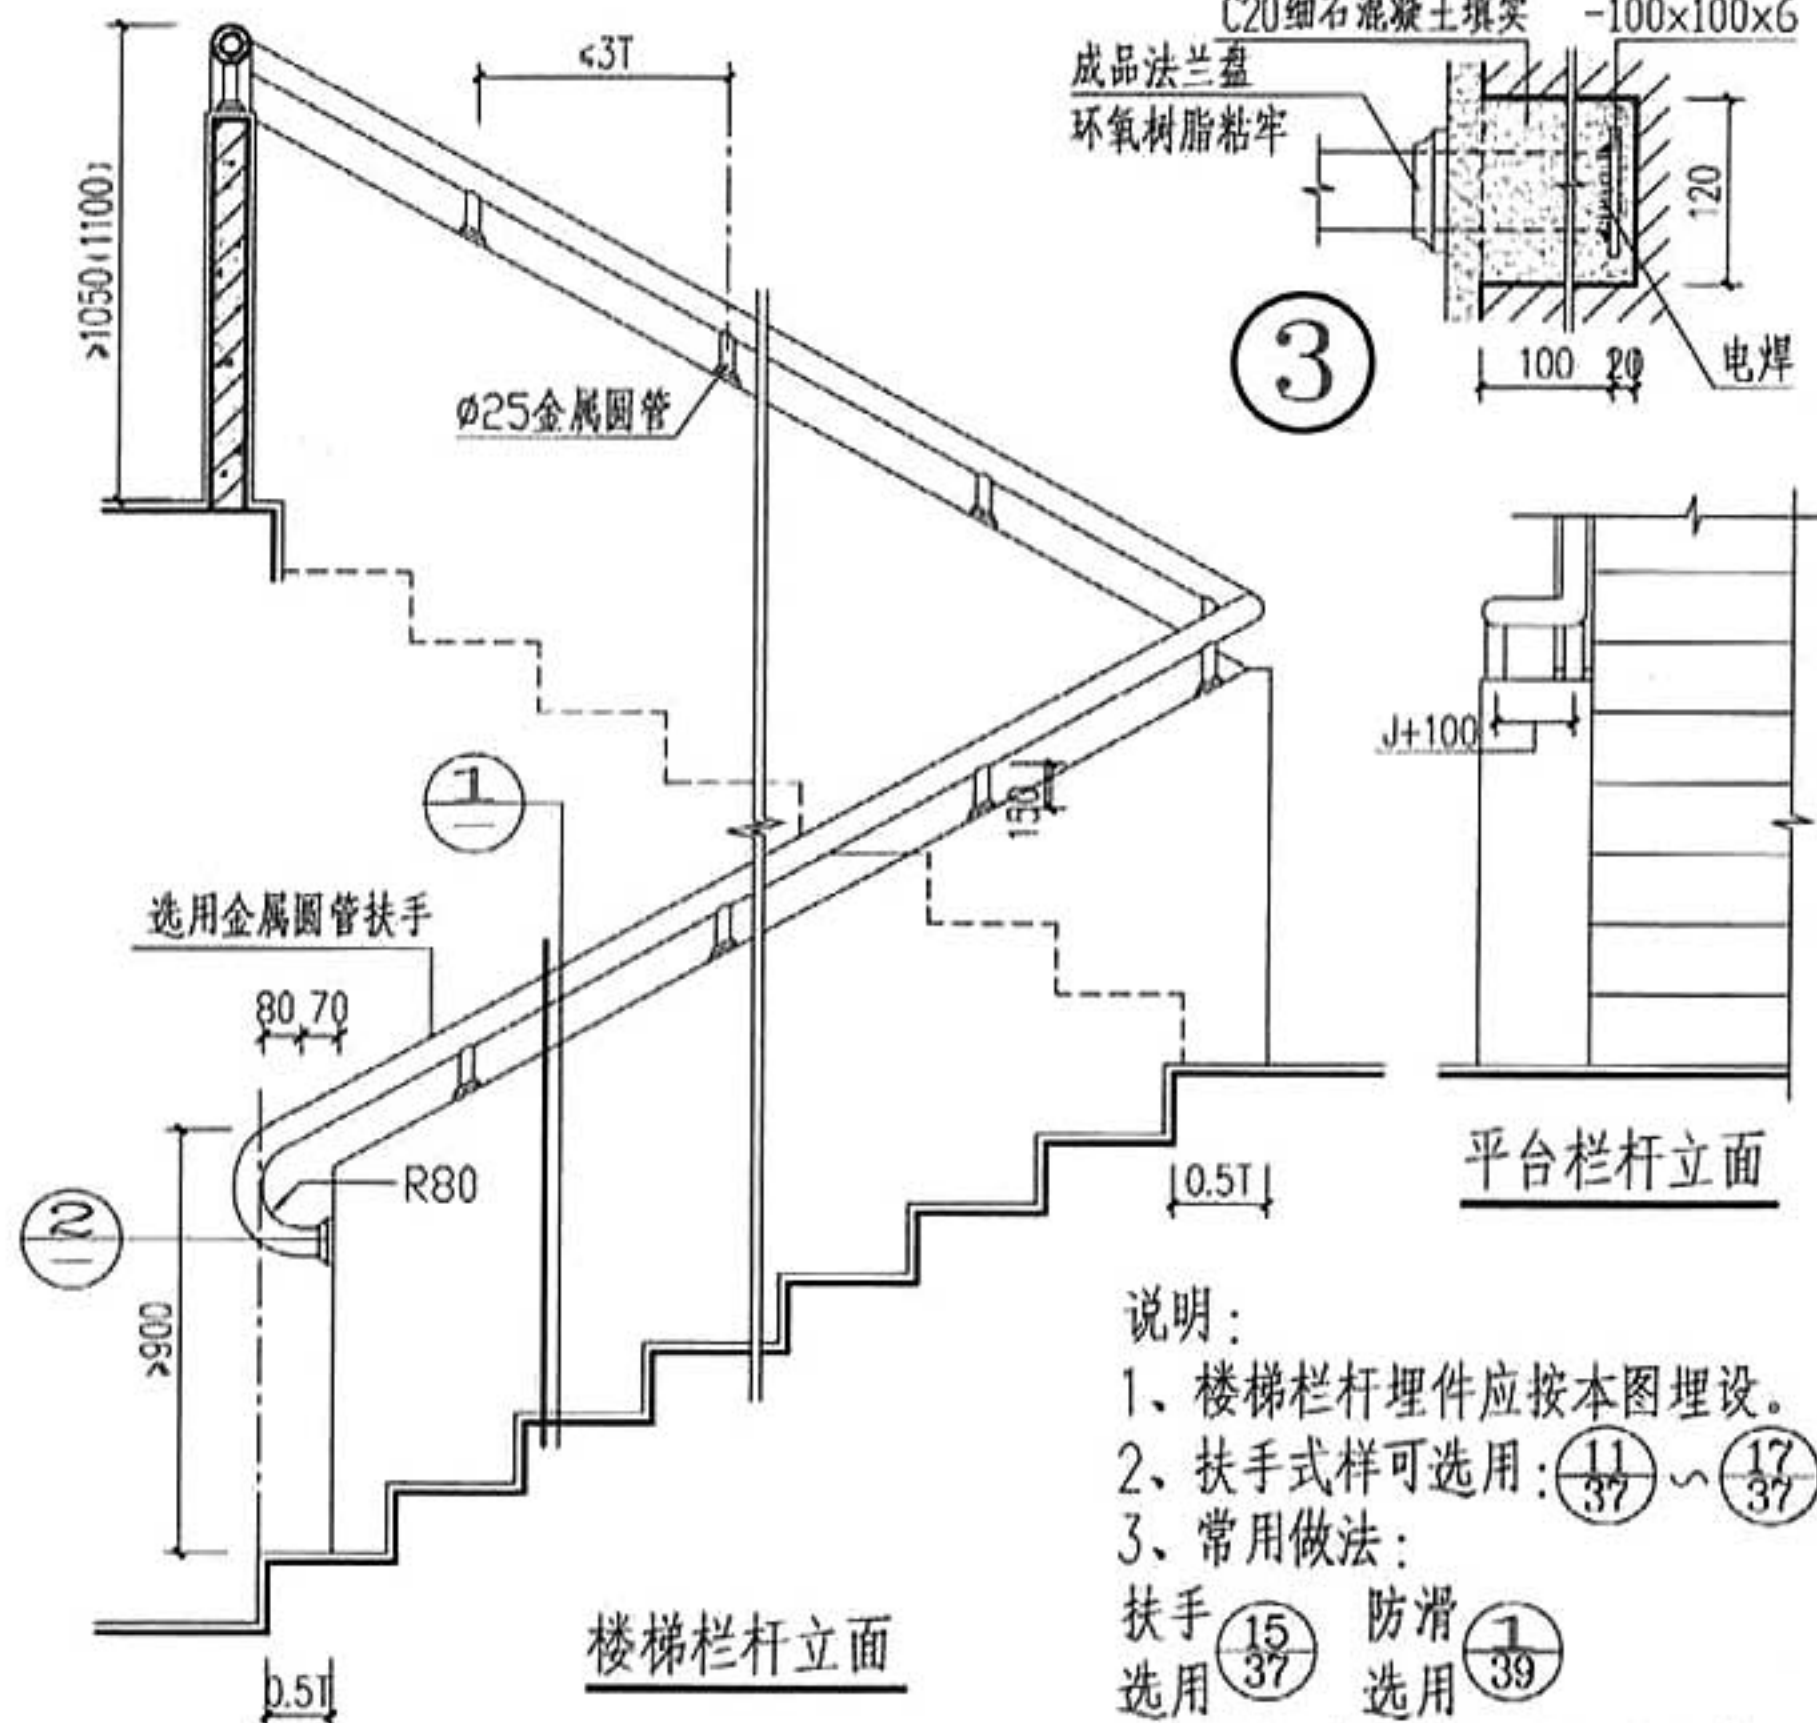 C20细石混凝土填实 -100x100x6
成品法兰盘
环氧树脂粘牢
120
3
100 20
电焊
≤3T
≥1050(1100)
Ø25金属圆管
J+100
1
150
选用金属圆管扶手
80 70
R80
2
≥900
0.5T
平台栏杆立面
0.5T
楼梯栏杆立面
说明:
1、楼梯栏杆埋件应按本图埋设。
2、扶手式样可选用: 11/37 ~ 17/37
3、常用做法:
扶手选用 15/37 防滑选用 1/39